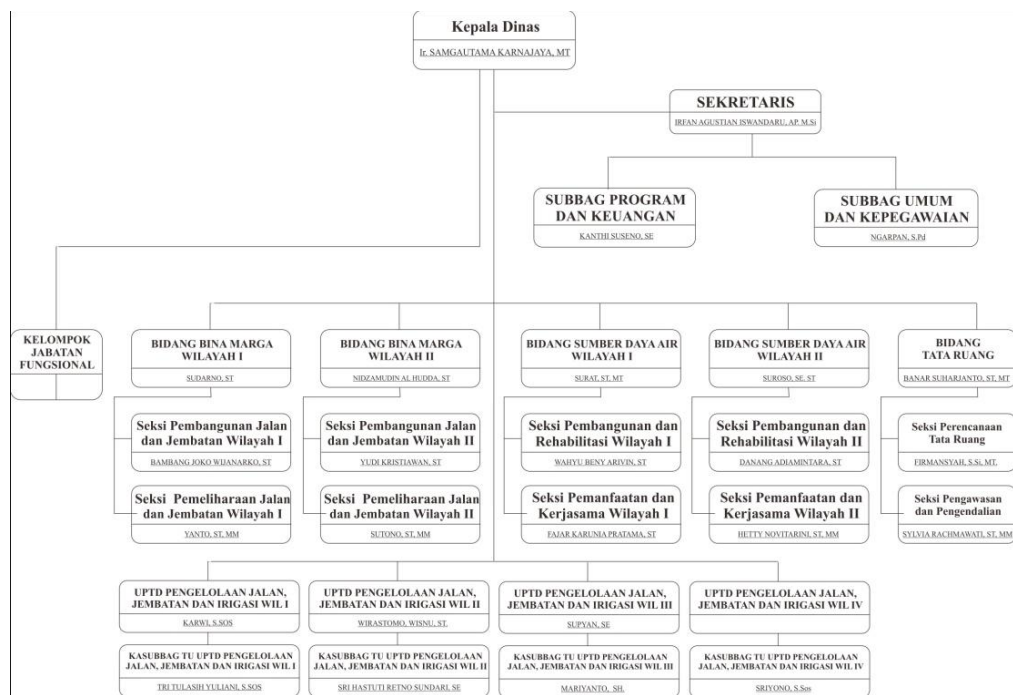 Kepala Dinas
Ir. SAMGAUTAMA KARNAJAYA, MT
SEKRETARIS
IRFAN AGUSTIAN ISWANDARU, AP. M.Si
SUBBAG PROGRAM
DAN KEUANGAN
KANTHI SUSENO, SE
SUBBAG UMUM
DAN KEPEGAWAIAN
NGARPAN, S.Pd
KELOMPOK
JABATAN
FUNGSIONAL
BIDANG BINA MARGA
WILAYAH I
SUDARNO, ST
BIDANG BINA MARGA
WILAYAH II
NIDZAMUDIN AL HUDDA, ST
BIDANG SUMBER DAYA AIR
WILAYAH I
SURAT, ST, MT
BIDANG SUMBER DAYA AIR
WILAYAH II
SUROSO, SE, ST
BIDANG
TATA RUANG
BANAR SUHARJANTO, ST, MT
Seksi Pembangunan Jalan
dan Jembatan Wilayah I
BAMBANG JOKO WIJANARKO, ST
Seksi Pembangunan Jalan
dan Jembatan Wilayah II
YUDI KRISTIAWAN, ST
Seksi Pembangunan dan
Rehabilitasi Wilayah I
WAHYU BENY ARIVIN, ST
Seksi Pembangunan dan
Rehabilitasi Wilayah II
DANANG ADIAMINTARA, ST
Seksi Perencanaan
Tata Ruang
FIRMANSYAH, S.Si, MT.
Seksi Pemeliharaan Jalan
dan Jembatan Wilayah I
YANTO, ST, MM
Seksi Pemeliharaan Jalan
dan Jembatan Wilayah II
SUTONO, ST, MM
Seksi Pemanfaatan dan
Kerjasama Wilayah I
FAJAR KARUNIA PRATAMA, ST
Seksi Pemanfaatan dan
Kerjasama Wilayah II
HETTY NOVITARINI, ST, MM
Seksi Pengawasan
dan Pengendalian
SYLVIA RACHMAWATI, ST, MM
UPTD PENGELOLAAN JALAN,
JEMBATAN DAN IRIGASI WIL I
KARWI, S.SOS
UPTD PENGELOLAAN JALAN,
JEMBATAN DAN IRIGASI WIL II
WIRASTOMO, WISNU, ST.
UPTD PENGELOLAAN JALAN,
JEMBATAN DAN IRIGASI WIL III
SUPYAN, SE
UPTD PENGELOLAAN JALAN,
JEMBATAN DAN IRIGASI WIL IV
KASUBBAG TU UPTD PENGELOLAAN
JALAN, JEMBATAN DAN IRIGASI WIL I
TRI TULASIH YULIANI, S.SOS
KASUBBAG TU UPTD PENGELOLAAN
JALAN, JEMBATAN DAN IRIGASI WIL II
SRI HASTUTI RETNO SUNDARI, SE
KASUBBAG TU UPTD PENGELOLAAN
JALAN, JEMBATAN DAN IRIGASI WIL III
MARIYANTO, SH.
KASUBBAG TU UPTD PENGELOLAAN
JALAN, JEMBATAN DAN IRIGASI WIL IV
SRIYONO, S.Sos